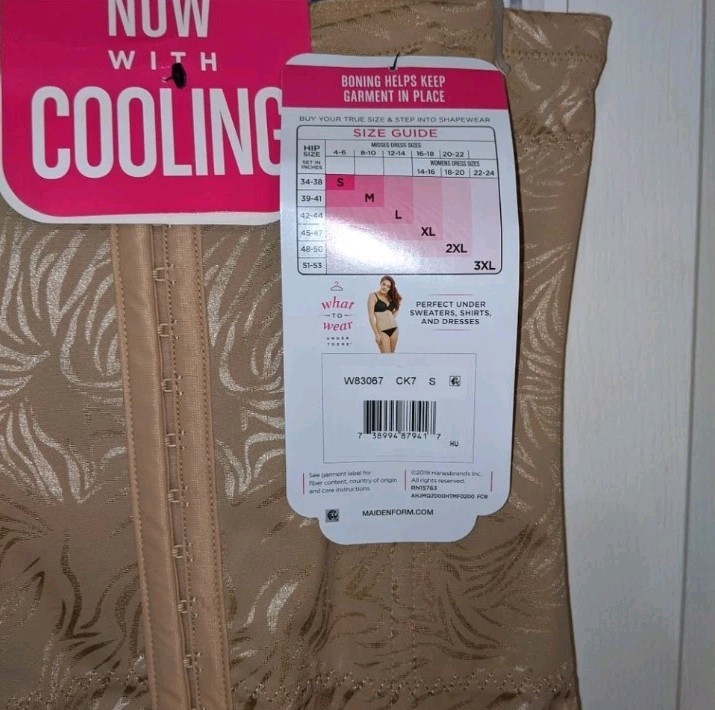 NOW
WITH
COOLING
BONING HELPS KEEP
GARMENT IN PLACE
BUY YOUR TRUE SIZE & STEP INTO SHAPEWEAR
SIZE GUIDE
HIP
SIZE
GET IN
INCHES
MISSES DRESS SIZES
4-6 8-10 12-14 16-18 20-22
WOMENS DRESS SIZES
14-16 18-20 22-24
34-38 S
39-41 M
42-44 L
45-47 XL
48-50 2XL
51-53 3XL
what
TO
wear
UNDER
THERE
PERFECT UNDER
SWEATERS, SHIRTS,
AND DRESSES
W83067 CK7 S
7 38994 87941 7
HU
See garment label for
fiber content, country of origin
and care instructions
©2019 Hanesbrands Inc.
All rights reserved.
RN15763
MAIDENFORM.COM